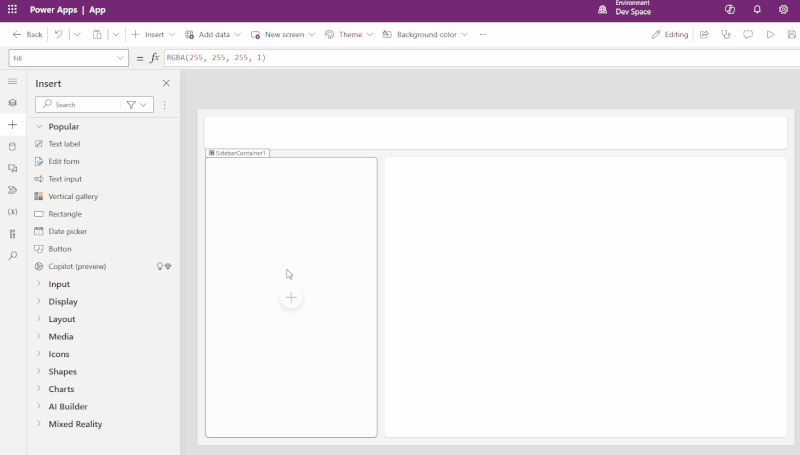 Power Apps | App
Environment
Dev Space
Back
Insert
Add data
New screen
Theme
Background color
Editing
Fill
= fx RGBA(255, 255, 255, 1)
Insert
Search
Popular
Text label
Edit form
Text input
Vertical gallery
Rectangle
Date picker
Button
Copilot (preview)
Input
Display
Layout
Media
Icons
Shapes
Charts
AI Builder
Mixed Reality
SidebarContainer1